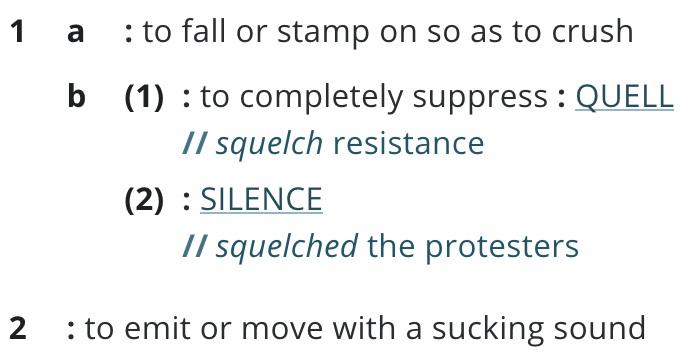 1 a : to fall or stamp on so as to crush
b (1) : to completely suppress : QUELL
// squelch resistance
(2) : SILENCE
// squelched the protesters
2 : to emit or move with a sucking sound